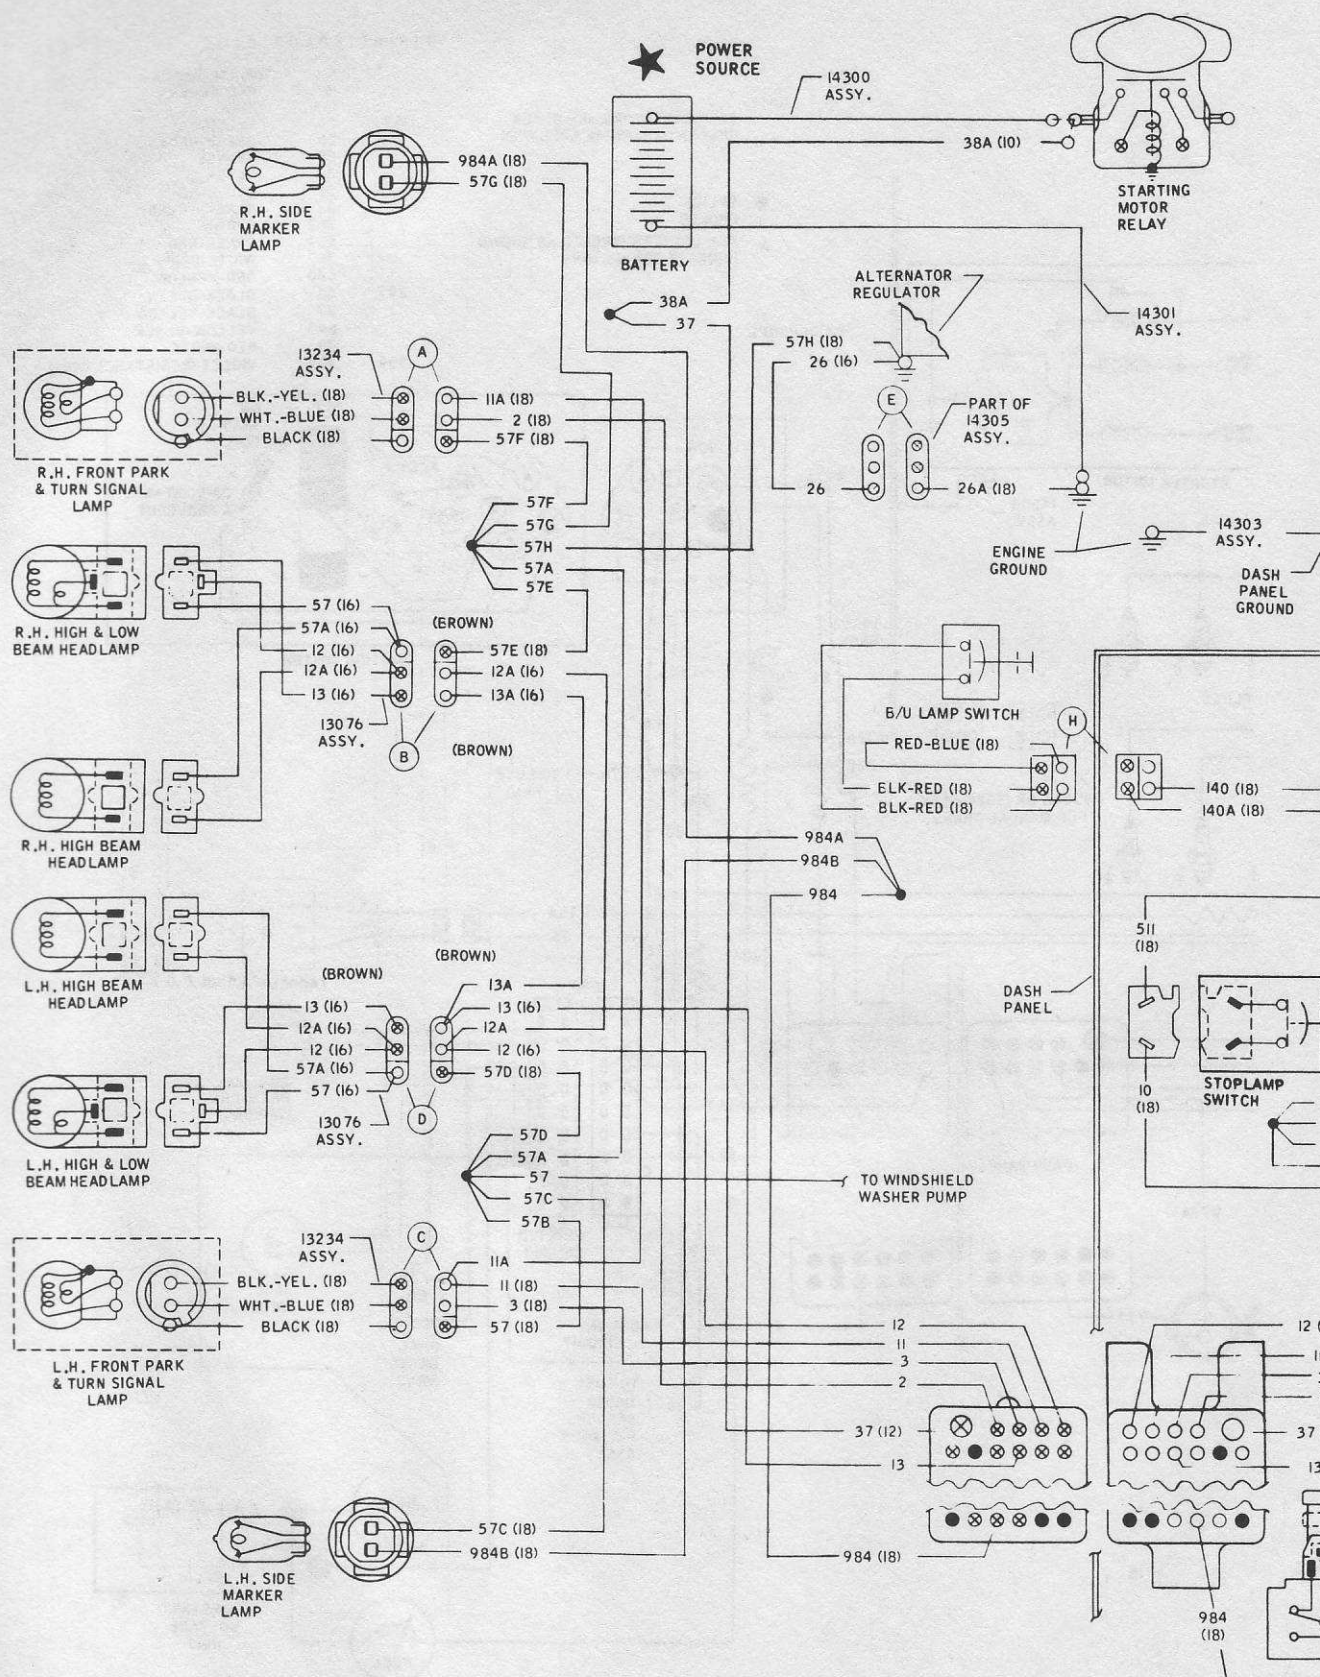 POWER
SOURCE
14300
ASSY.
38A (10)
STARTING
MOTOR
RELAY
984A (18)
57G (18)
R.H. SIDE
MARKER
LAMP
BATTERY
38A
37
ALTERNATOR
REGULATOR
14301
ASSY.
57H (18)
26 (16)
13234
ASSY.
A
BLK.-YEL. (18)
WHT.-BLUE (18)
BLACK (18)
11A (18)
2 (18)
57F (18)
E
PART OF
14305
ASSY.
R.H. FRONT PARK
& TURN SIGNAL
LAMP
26
26A (18)
57F
57G
57H
57A
57E
14303
ASSY.
ENGINE
GROUND
DASH
PANEL
GROUND
R.H. HIGH & LOW
BEAM HEADLAMP
57 (16)
57A (16)
12 (16)
12A (16)
13 (16)
(BROWN)
57E (18)
12A (16)
13A (16)
13076
ASSY.
B
(BROWN)
B/U LAMP SWITCH
H
RED-BLUE (18)
BLK-RED (18)
BLK-RED (18)
140 (18)
140A (18)
R.H. HIGH BEAM
HEADLAMP
984A
984B
984
511
(18)
L.H. HIGH BEAM
HEADLAMP
(BROWN)
(BROWN)
DASH
PANEL
13 (16)
12A (16)
12 (16)
57A (16)
57 (16)
13A
13 (16)
12A
12 (16)
57D (18)
13076
ASSY.
D
10
(18)
STOPLAMP
SWITCH
L.H. HIGH & LOW
BEAM HEADLAMP
57D
57A
57
57C
57B
TO WINDSHIELD
WASHER PUMP
13234
ASSY.
C
BLK.-YEL. (18)
WHT.-BLUE (18)
BLACK (18)
11A
11 (18)
3 (18)
57 (18)
L.H. FRONT PARK
& TURN SIGNAL
LAMP
12
11
3
2
12 (
37 (12)
13
37
13
57C (18)
984B (18)
984 (18)
L.H. SIDE
MARKER
LAMP
984
(18)